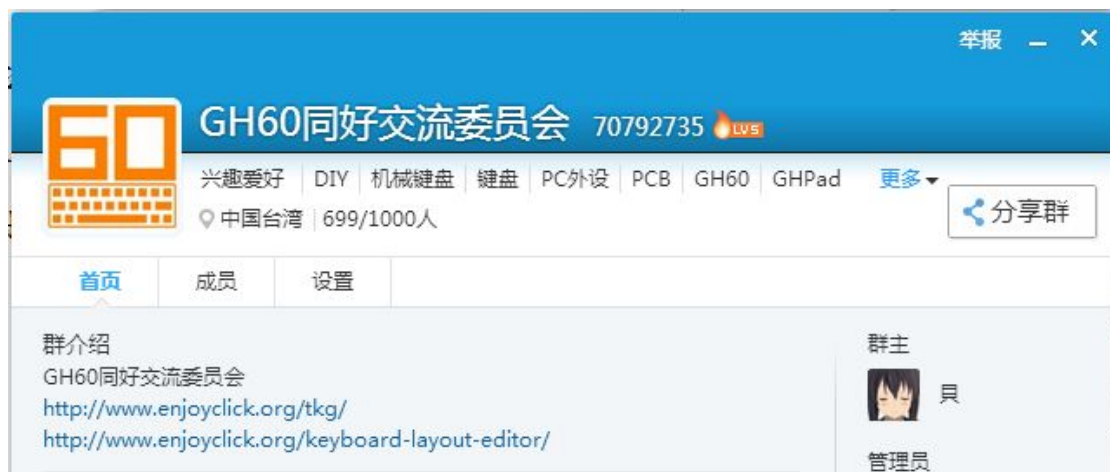 举报
60
GH60同好交流委员会 70792735 LV5
兴趣爱好 DIY 机械键盘 键盘 PC外设 PCB GH60 GHPad 更多
中国台湾 699/1000人
分享群
首页 成员 设置
群介绍
GH60同好交流委员会
http://www.enjoyclick.org/tkg/
http://www.enjoyclick.org/keyboard-layout-editor/
群主
貝
管理员